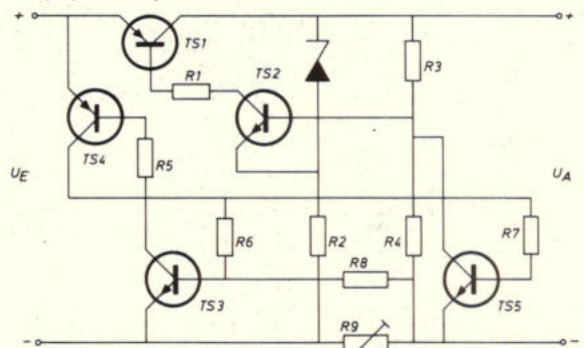 + +
TS1
R1 TS2 R3
TS4
R5
U_E U_A
R6 R2 R4 R7
R8
TS3 TS5
R9
- -